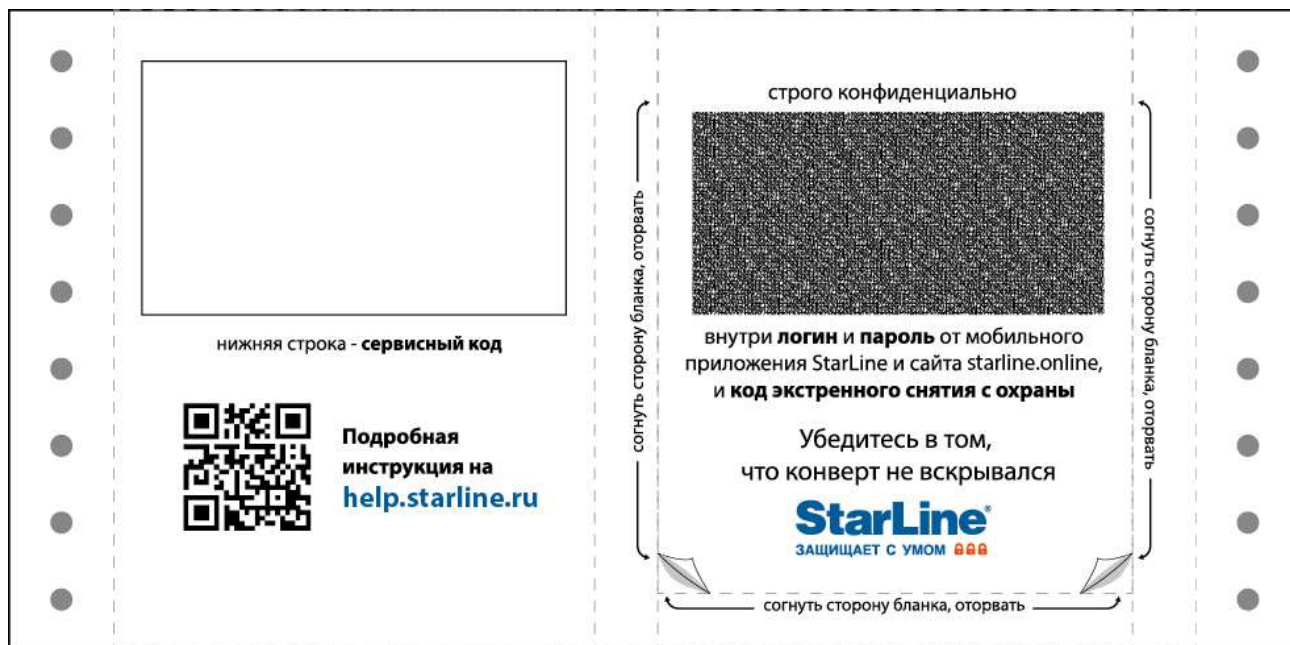 нижняя строка - сервисный код
Подробная
инструкция на
help.starline.ru
согнуть сторону бланка, оторвать
строго конфиденциально
внутри логин и пароль от мобильного
приложения StarLine и сайта starline.online,
и код экстренного снятия с охраны
Убедитесь в том,
что конверт не вскрывался
StarLine®
ЗАЩИЩАЕТ С УМОМ
согнуть сторону бланка, оторвать
согнуть сторону бланка, оторвать